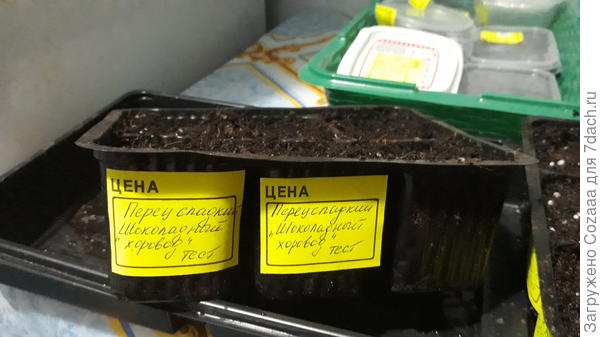 ЦЕНА
Перец сладкий
Шоколадный
"хоровод"
тест
ЦЕНА
Перец сладкий
„Шоколадный
хоровод"
тест
Загружено Cozaaa для 7dach.ru